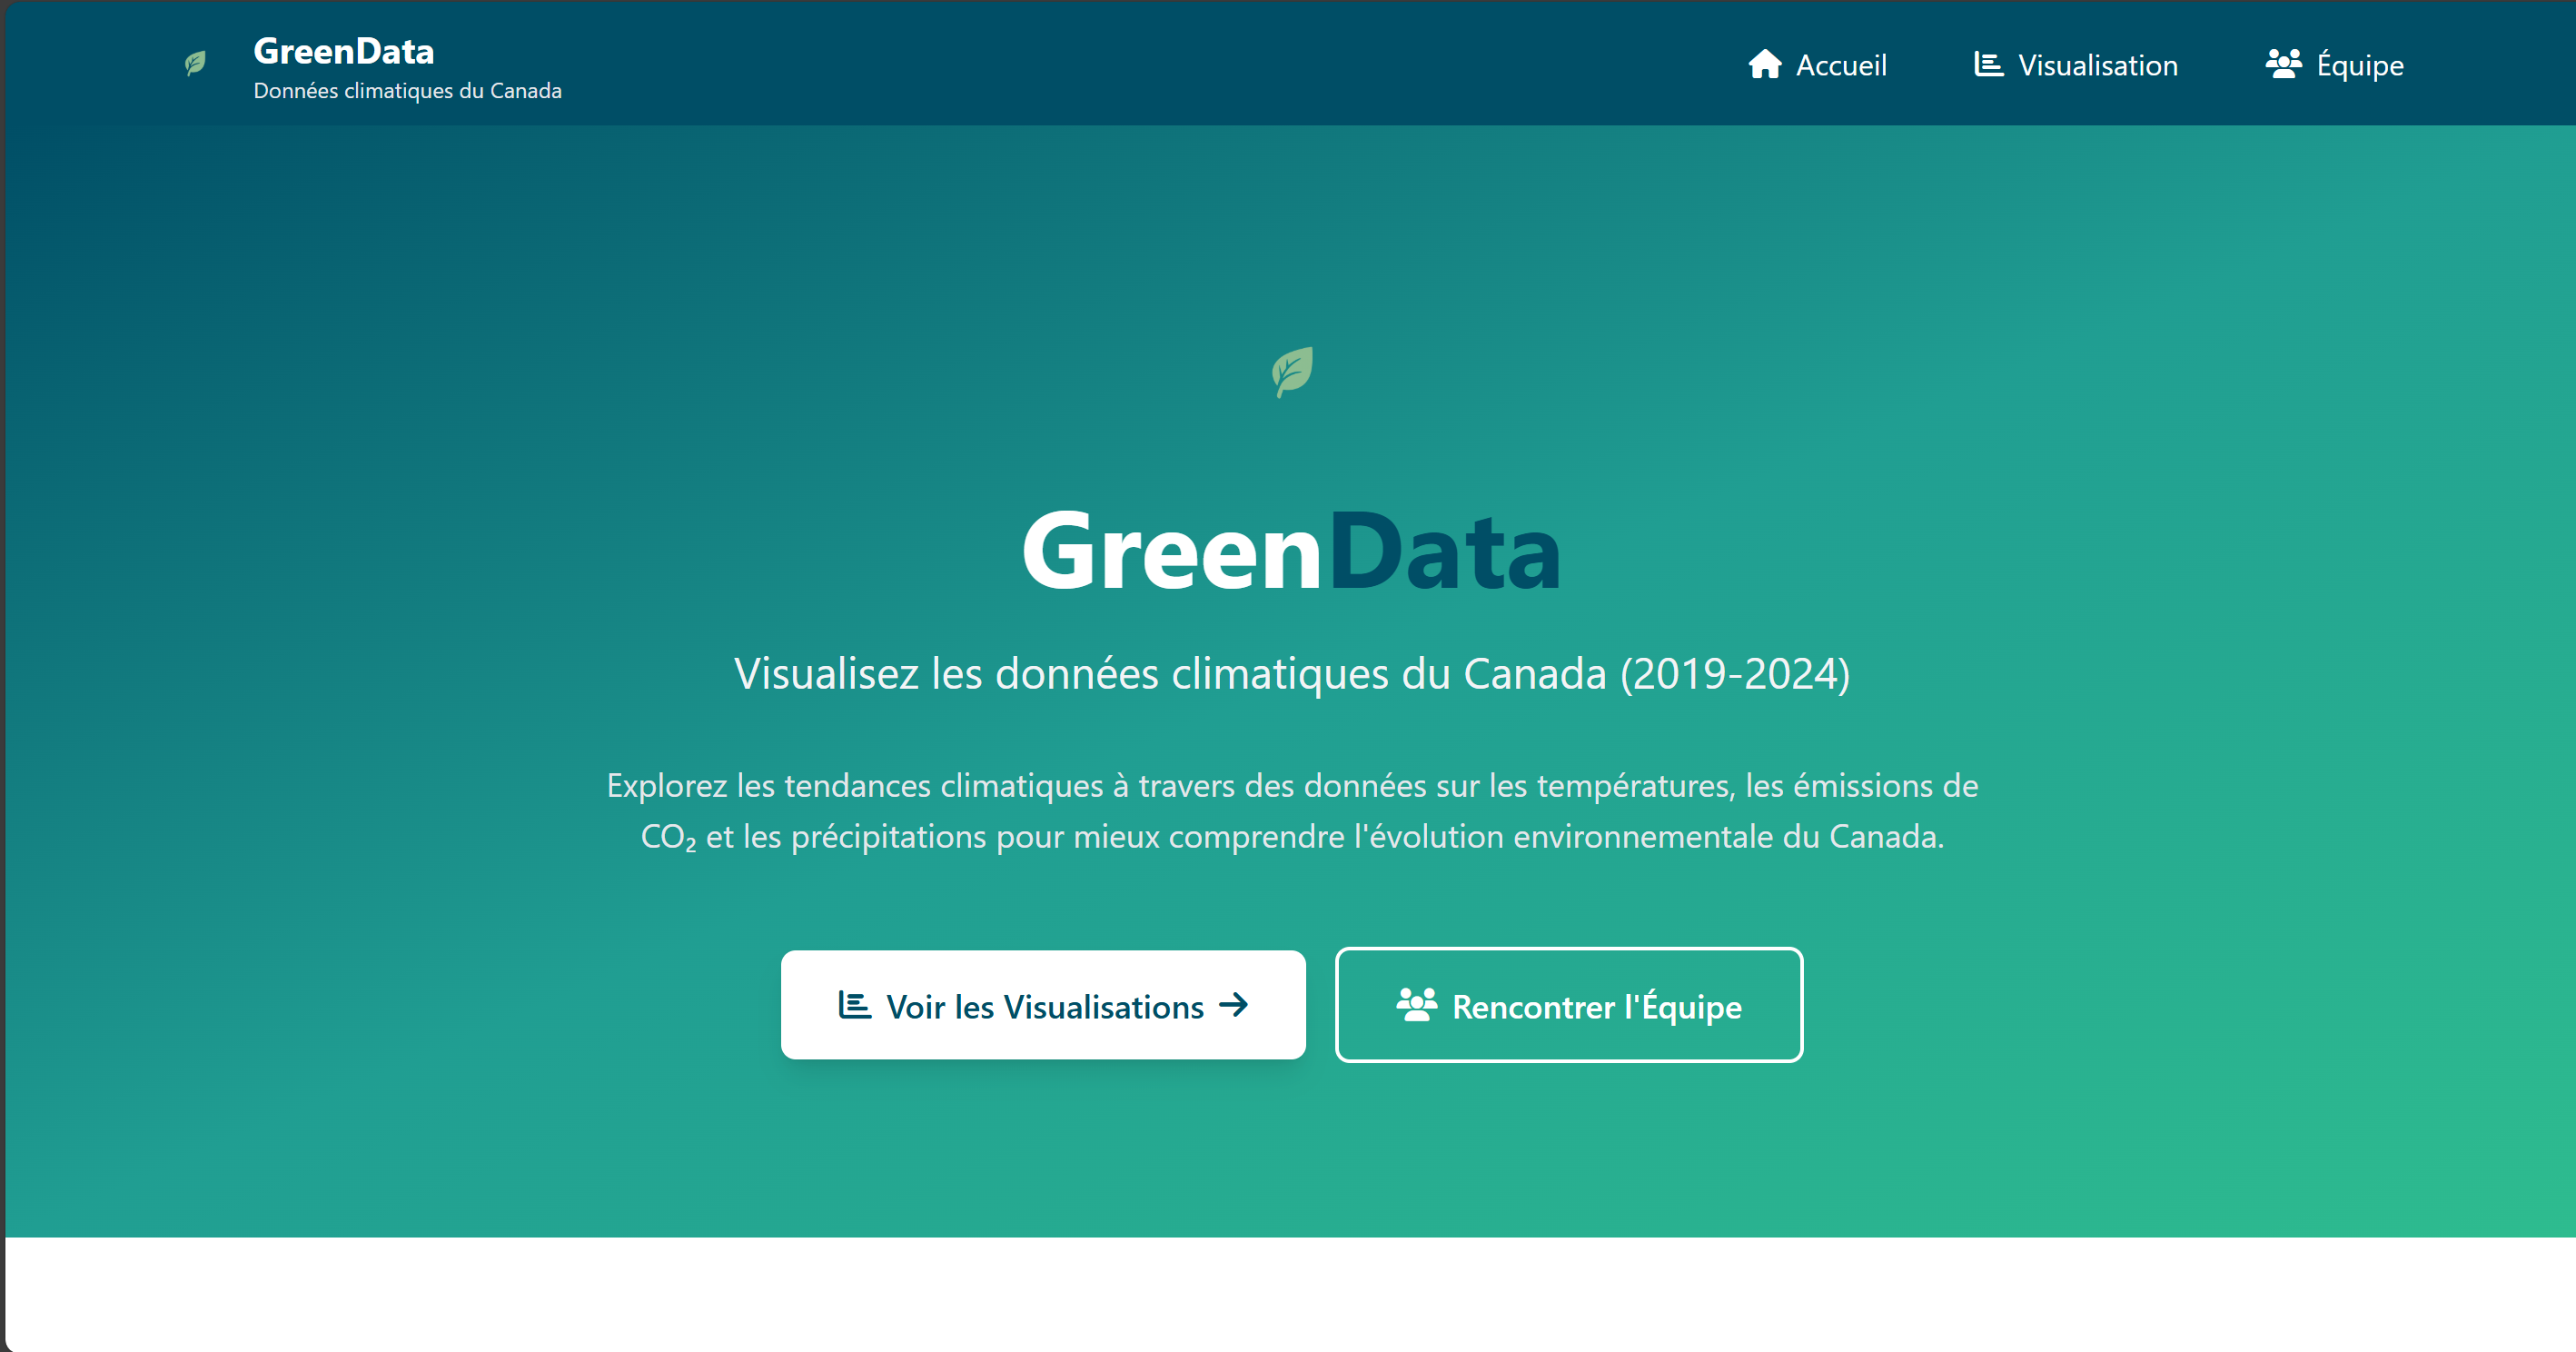 GreenData
Données climatiques du Canada
Accueil
Visualisation
Équipe
GreenData
Visualisez les données climatiques du Canada (2019-2024)
Explorez les tendances climatiques à travers des données sur les températures, les émissions de
CO₂ et les précipitations pour mieux comprendre l'évolution environnementale du Canada.
Voir les Visualisations →
Rencontrer l'Équipe